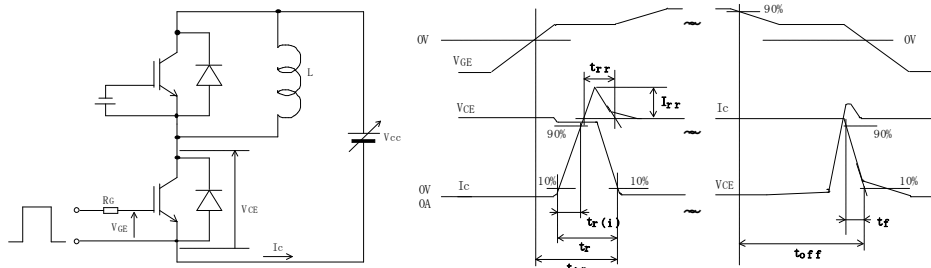 L
Vcc
RG
VGE
VCE
Ic
0V
VGE
trr
Irr
VCE
90%
10%
10%
0V
0A
Ic
tr(i)
tr
90%
0V
Ic
90%
VCE
10%
tf
toff